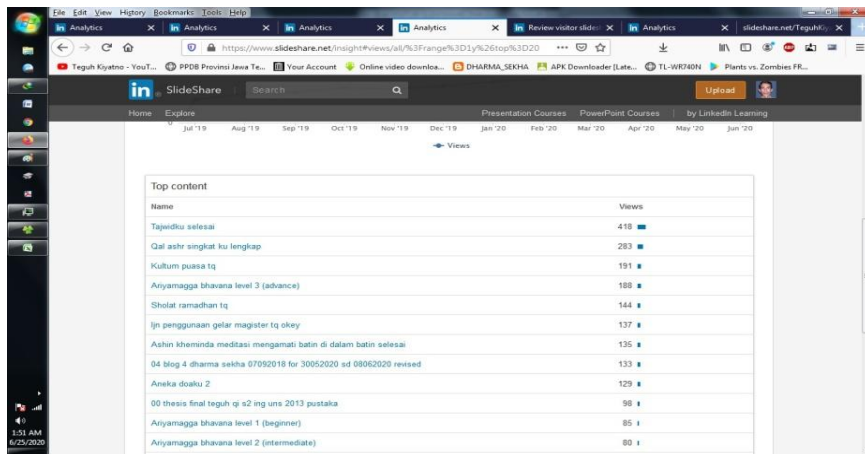 File Edit View History Bookmarks Tools Help
Analytics Analytics Analytics Analytics Review visitor slides Analytics slideshare.net/TeguhKiy
https://www.slideshare.net/insight#views/all/%3Frange%3D1y%26top%3D20
Teguh Kiyatno - YouT... PPDB Provinsi Jawa Te... Your Account Online video downloa... DHARMA_SEKHA APK Downloader [Late... TL-WR740N Plants vs. Zombies FR...
in SlideShare Search Upload
Home Explore Presentation Courses PowerPoint Courses by LinkedIn Learning
0
Jul '19 Aug '19 Sep '19 Oct '19 Nov '19 Dec '19 Jan '20 Feb '20 Mar '20 Apr '20 May '20 Jun '20
Views
Top content
Name Views
Tajwidku selesai 418
Qal ashr singkat ku lengkap 283
Kultum puasa tq 191
Ariyamagga bhavana level 3 (advance) 188
Sholat ramadhan tq 144
Ijn penggunaan gelar magister tq okey 137
Ashin kheminda meditasi mengamati batin di dalam batin selesai 135
04 blog 4 dharma sekha 07092018 for 30052020 sd 08062020 revised 133
Aneka doaku 2 129
00 thesis final teguh qi s2 ing uns 2013 pustaka 98
Ariyamagga bhavana level 1 (beginner) 85
Ariyamagga bhavana level 2 (intermediate) 80
1:51 AM
6/25/2020